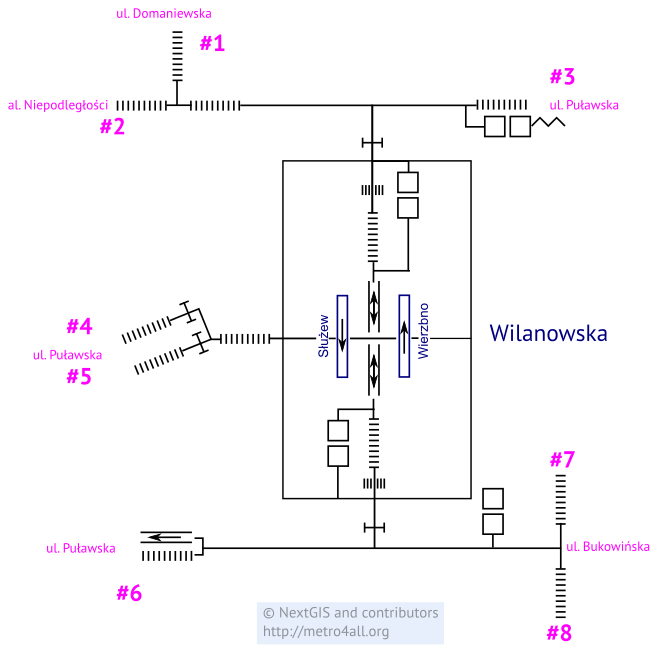 ul. Domaniewska
#1
#3
al. Niepodległości
ul. Puławska
#2
#4
Służew
Wierzbno
Wilanowska
ul. Puławska
#5
#7
ul. Puławska
ul. Bukowińska
#6
#8
© NextGIS and contributors
http://metro4all.org